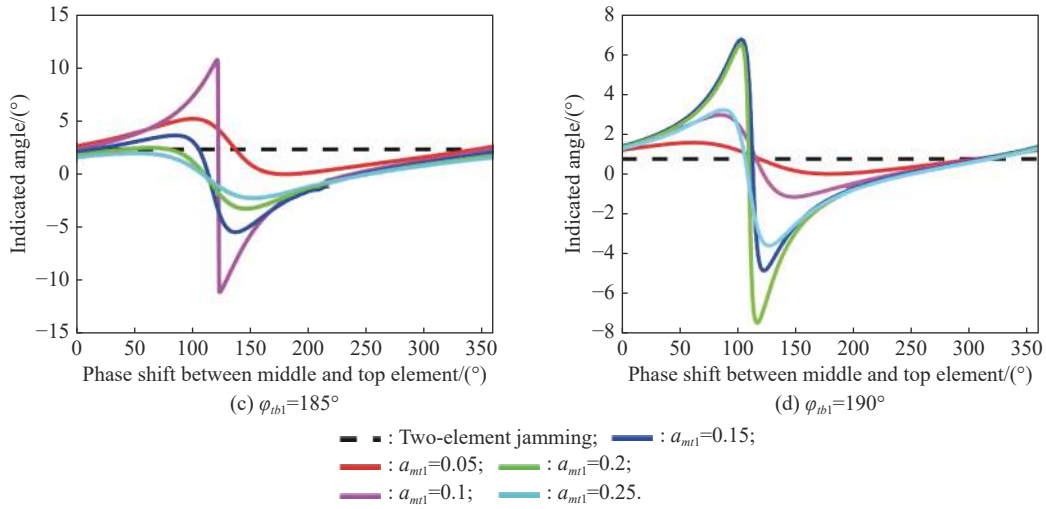 15
10
5
0
−5
−10
−15
Indicated angle/(°)
0 50 100 150 200 250 300 350
Phase shift between middle and top element/(°)
(c) φtb1=185°
8
6
4
2
0
−2
−4
−6
−8
Indicated angle/(°)
0 50 100 150 200 250 300 350
Phase shift between middle and top element/(°)
(d) φtb1=190°
: Two-element jamming; : amt1=0.15;
: amt1=0.05; : amt1=0.2;
: amt1=0.1; : amt1=0.25.